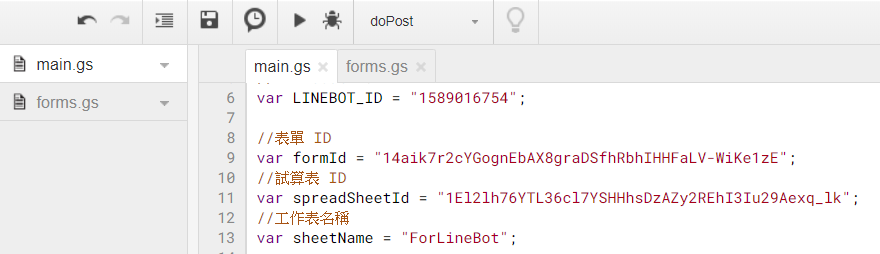 doPost
main.gs
forms.gs
main.gs ×
forms.gs ×
6 var LINEBOT_ID = "1589016754";
7
8 //表單 ID
9 var formId = "14aik7r2cYGognEbAX8graDSfhRbhIHHFaLV-WiKe1zE";
10 //試算表 ID
11 var spreadSheetId = "1El2lh76YTL36cl7YSHHhsDzAZy2REhI3Iu29Aexq_lk";
12 //工作表名稱
13 var sheetName = "ForLineBot";